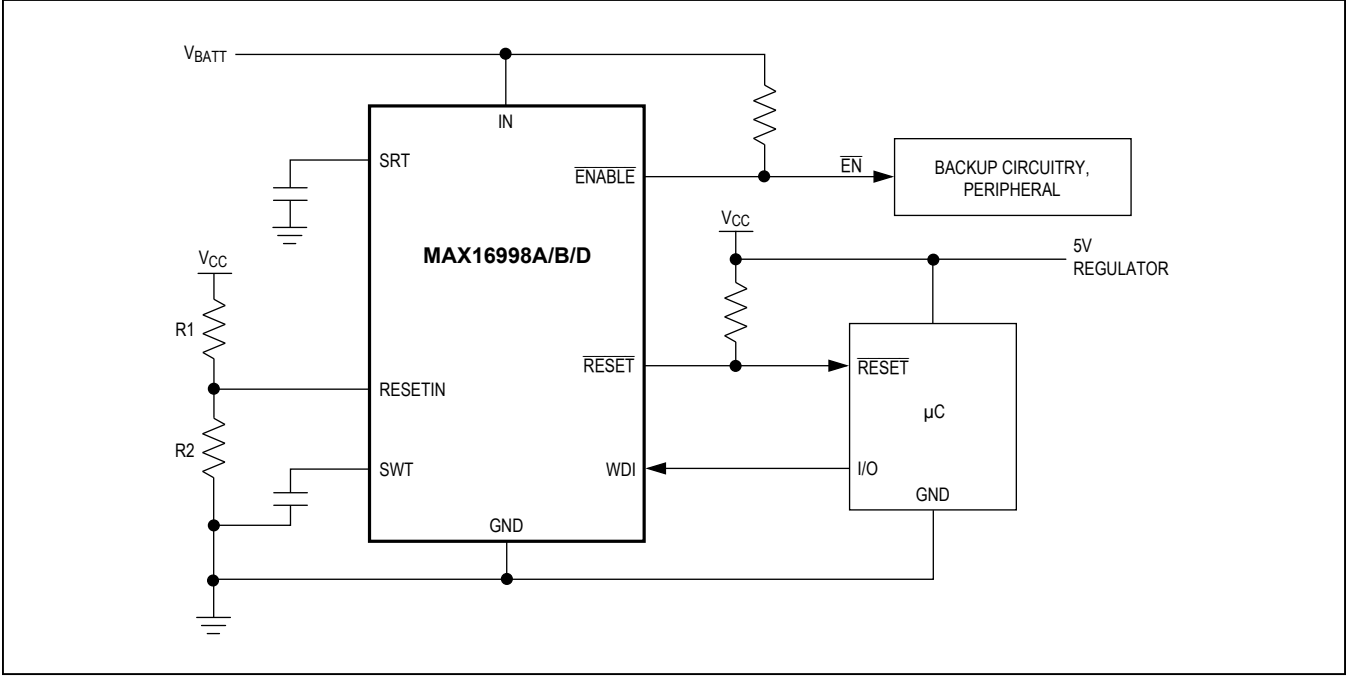 VBATT
IN
SRT
ENABLE
EN
BACKUP CIRCUITRY,
PERIPHERAL
VCC
MAX16998A/B/D
5V
REGULATOR
VCC
R1
RESET
RESET
RESETIN
µC
R2
SWT
WDI
I/O
GND
GND